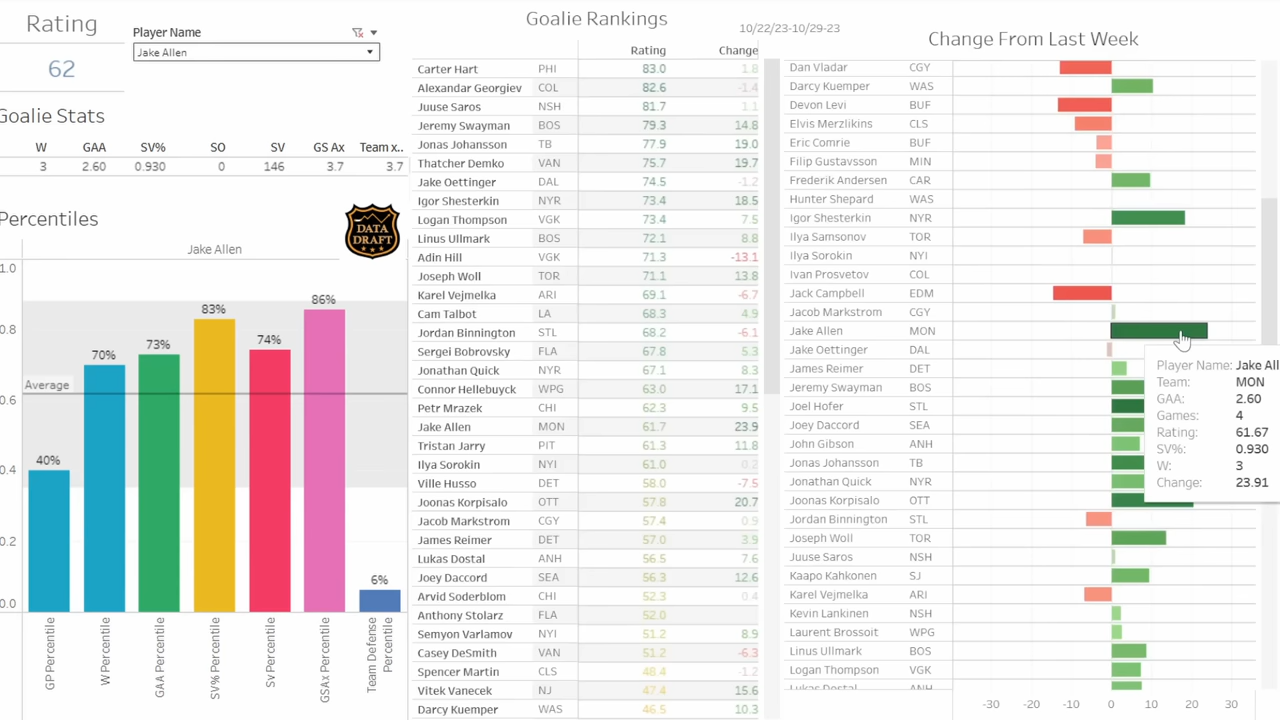 Rating
62
Player Name
Jake Allen
Goalie Stats
W GAA SV% SO SV GS Ax Team x..
3 2.60 0.930 0 146 3.7 3.7
Percentiles
DATA
DRAFT
Jake Allen
1.0
0.8
0.6
0.4
0.2
0.0
Average
40%
70%
73%
83%
74%
86%
6%
GP Percentile
W Percentile
GAA Percentile
SV% Percentile
Sv Percentile
GSAx Percentile
Team Defense
Percentile
Goalie Rankings
10/22/23-10/29-23
Rating Change
Carter Hart PHI 83.0 1.8
Alexandar Georgiev COL 82.6 -1.4
Juuse Saros NSH 81.7 1.1
Jeremy Swayman BOS 79.3 14.8
Jonas Johansson TB 77.9 19.0
Thatcher Demko VAN 75.7 19.7
Jake Oettinger DAL 74.5 -1.2
Igor Shesterkin NYR 73.4 18.5
Logan Thompson VGK 73.4 7.5
Linus Ullmark BOS 72.1 8.8
Adin Hill VGK 71.3 -13.1
Joseph Woll TOR 71.1 13.8
Karel Vejmelka ARI 69.1 -6.7
Cam Talbot LA 68.3 4.9
Jordan Binnington STL 68.2 -6.1
Sergei Bobrovsky FLA 67.8 5.3
Jonathan Quick NYR 67.1 8.3
Connor Hellebuyck WPG 63.0 17.1
Petr Mrazek CHI 62.3 9.5
Jake Allen MON 61.7 23.9
Tristan Jarry PIT 61.3 11.8
Ilya Sorokin NYI 61.0 0.2
Ville Husso DET 58.0 -7.5
Joonas Korpisalo OTT 57.8 20.7
Jacob Markstrom CGY 57.4 0.9
James Reimer DET 57.0 3.9
Lukas Dostal ANH 56.5 7.6
Joey Daccord SEA 56.3 12.6
Arvid Soderblom CHI 52.3 0.4
Anthony Stolarz FLA 52.0
Semyon Varlamov NYI 51.2 8.9
Casey DeSmith VAN 51.2 -6.3
Spencer Martin CLS 48.4 -1.2
Vitek Vanecek NJ 47.4 15.6
Darcy Kuemper WAS 46.5 10.3
Change From Last Week
Dan Vladar CGY
Darcy Kuemper WAS
Devon Levi BUF
Elvis Merzlikins CLS
Eric Comrie BUF
Filip Gustavsson MIN
Frederik Andersen CAR
Hunter Shepard WAS
Igor Shesterkin NYR
Ilya Samsonov TOR
Ilya Sorokin NYI
Ivan Prosvetov COL
Jack Campbell EDM
Jacob Markstrom CGY
Jake Allen MON
Jake Oettinger DAL
James Reimer DET
Jeremy Swayman BOS
Joel Hofer STL
Joey Daccord SEA
John Gibson ANH
Jonas Johansson TB
Jonathan Quick NYR
Joonas Korpisalo OTT
Jordan Binnington STL
Joseph Woll TOR
Juuse Saros NSH
Kaapo Kahkonen SJ
Karel Vejmelka ARI
Kevin Lankinen NSH
Laurent Brossoit WPG
Linus Ullmark BOS
Logan Thompson VGK
Lukas Dostal ANH
-30 -20 -10 0 10 20 30
Player Name: Jake All
Team: MON
GAA: 2.60
Games: 4
Rating: 61.67
SV%: 0.930
W: 3
Change: 23.91